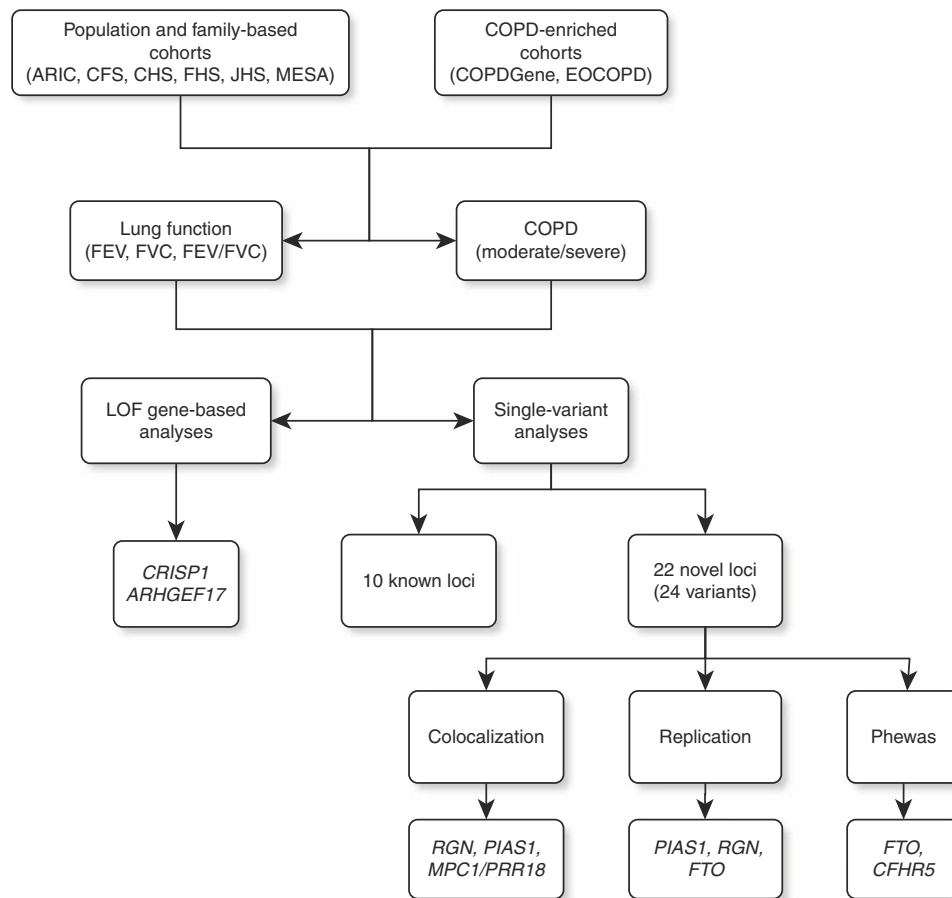 Population and family-based
cohorts
(ARIC, CFS, CHS, FHS, JHS, MESA)
COPD-enriched
cohorts
(COPDGene, EOCOPD)
Lung function
(FEV, FVC, FEV/FVC)
COPD
(moderate/severe)
LOF gene-based
analyses
Single-variant
analyses
CRISP1
ARHGEF17
10 known loci
22 novel loci
(24 variants)
Colocalization
Replication
Phewas
RGN, PIAS1,
MPC1/PRR18
PIAS1, RGN,
FTO
FTO,
CFHR5